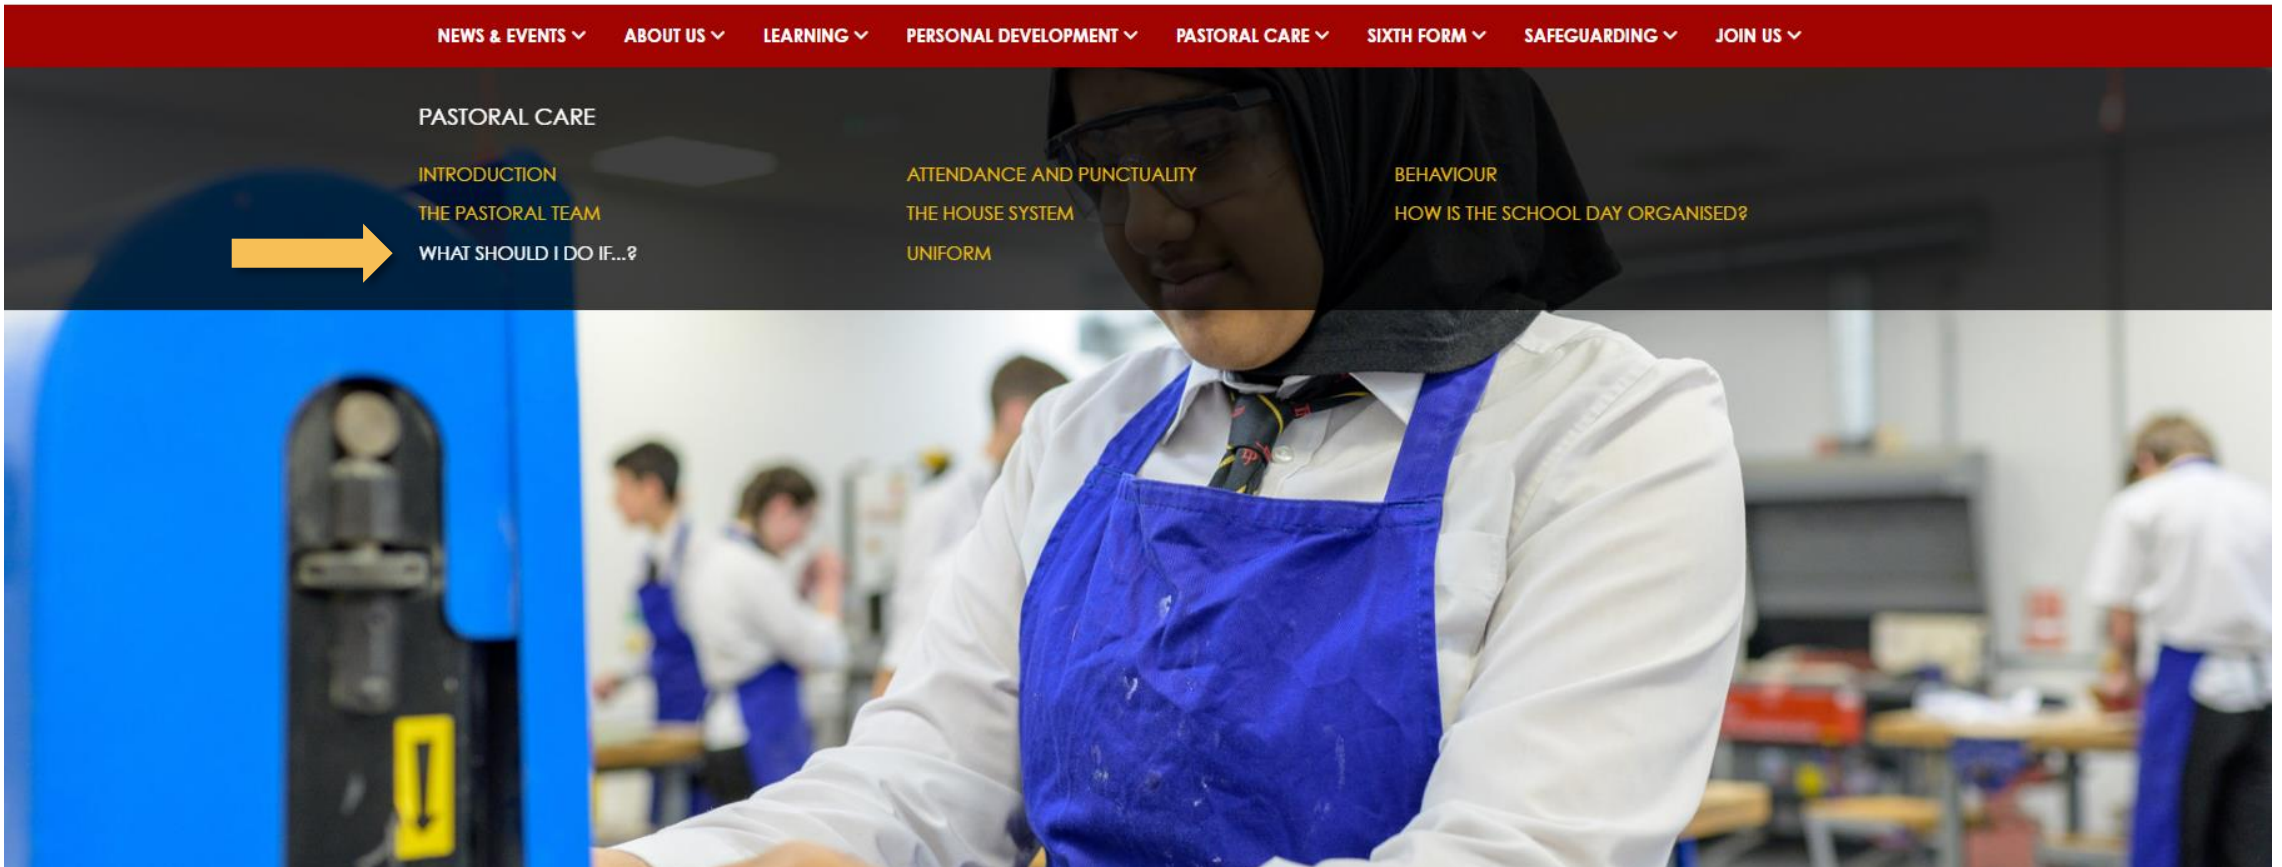 NEWS & EVENTS ABOUT US LEARNING PERSONAL DEVELOPMENT PASTORAL CARE SIXTH FORM SAFEGUARDING JOIN US
PASTORAL CARE
INTRODUCTION ATTENDANCE AND PUNCTUALITY BEHAVIOUR
THE PASTORAL TEAM THE HOUSE SYSTEM HOW IS THE SCHOOL DAY ORGANISED?
WHAT SHOULD I DO IF...? UNIFORM
!